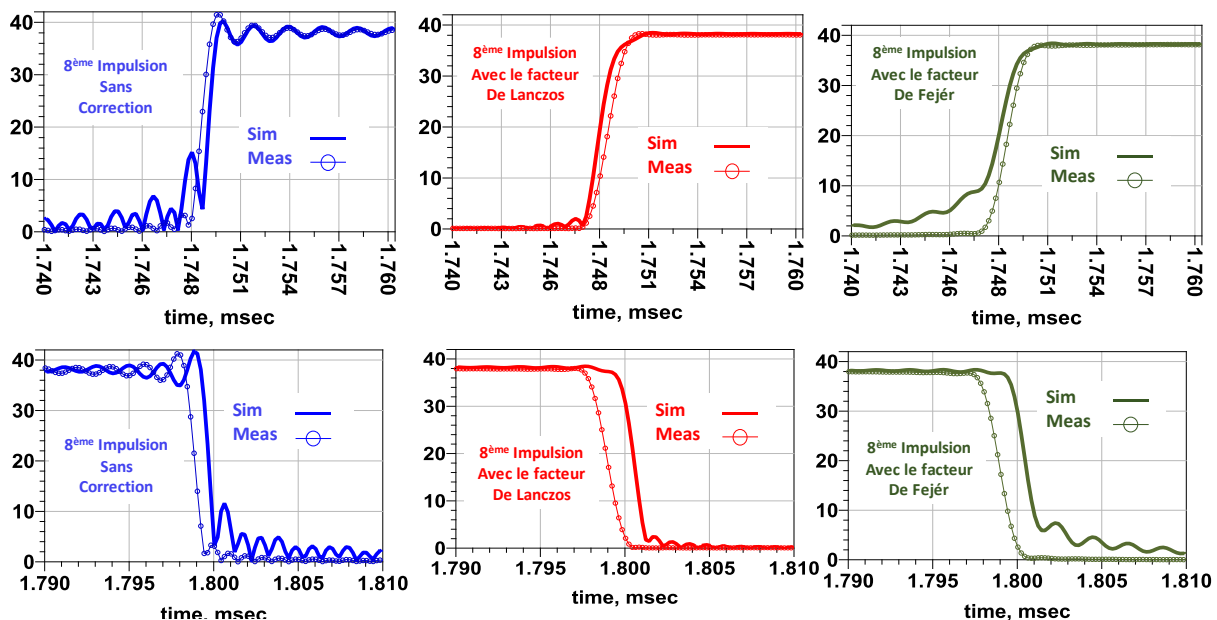 40
30
20
10
0
8ème Impulsion
Sans
Correction
Sim
Meas
1.740
1.743
1.746
1.748
1.751
1.754
1.757
1.760
time, msec
40
30
20
10
0
8ème Impulsion
Avec le facteur
De Lanczos
Sim
Meas
1.740
1.743
1.746
1.748
1.751
1.754
1.757
1.760
time, msec
40
30
20
10
0
8ème Impulsion
Avec le facteur
De Fejér
Sim
Meas
1.740
1.743
1.746
1.748
1.751
1.754
1.757
1.760
time, msec
40
30
20
10
0
Sim
Meas
8ème Impulsion
Sans
Correction
1.790
1.795
1.800
1.805
1.810
time, msec
40
30
20
10
0
Sim
Meas
8ème Impulsion
Avec le facteur
De Lanczos
1.790
1.795
1.800
1.805
1.810
time, msec
40
30
20
10
0
Sim
Meas
8ème Impulsion
Avec le facteur
De Fejér
1.790
1.795
1.800
1.805
1.810
time, msec